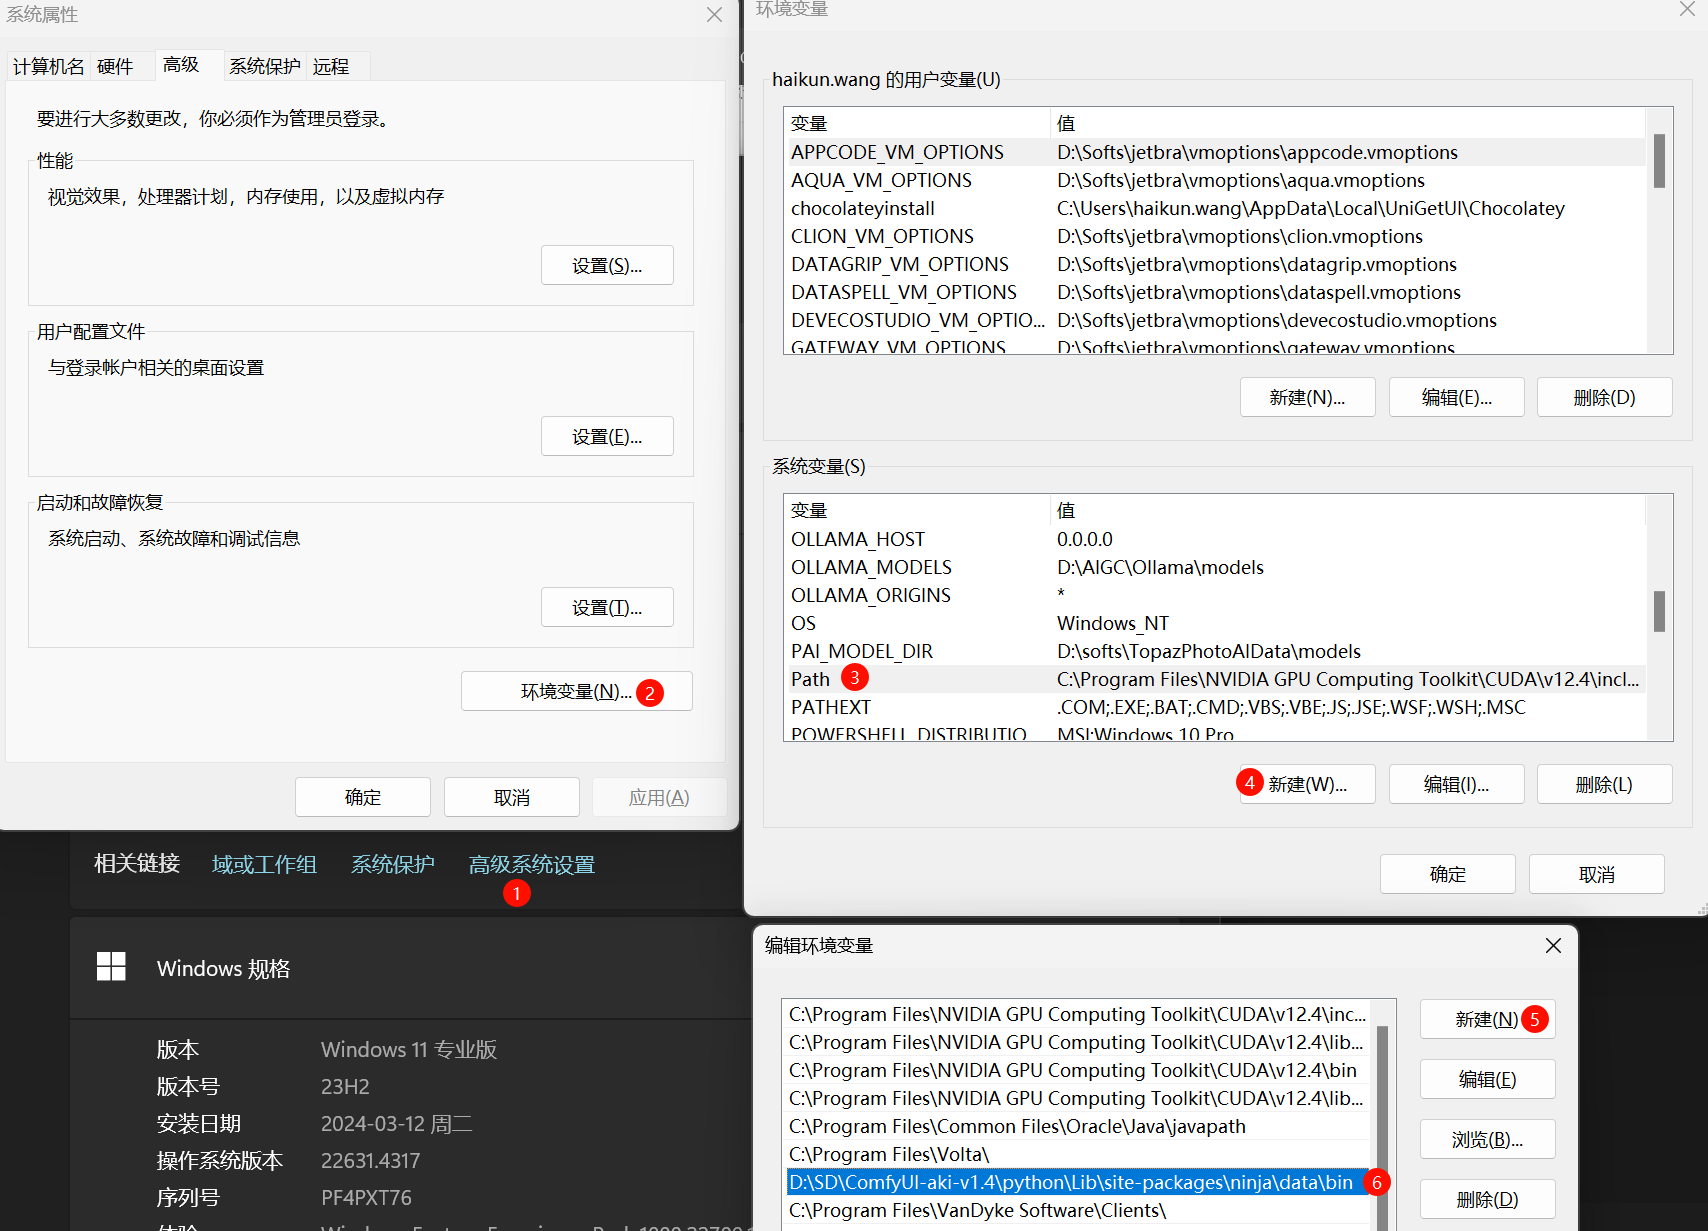 系统属性
计算机名 硬件 高级 系统保护 远程
要进行大多数更改，你必须作为管理员登录。
性能
视觉效果，处理器计划，内存使用，以及虚拟内存
设置(S)...
用户配置文件
与登录帐户相关的桌面设置
设置(E)...
启动和故障恢复
系统启动、系统故障和调试信息
设置(T)...
环境变量(N)... 2
确定 取消 应用(A)
相关链接 域或工作组 系统保护 高级系统设置
1
Windows 规格
版本 Windows 11 专业版
版本号 23H2
安装日期 2024-03-12 周二
操作系统版本 22631.4317
序列号 PF4PXT76
环境变量
haikun.wang 的用户变量(U)
变量 值
APPCODE_VM_OPTIONS D:\Softs\jetbra\vmoptions\appcode.vmoptions
AQUA_VM_OPTIONS D:\Softs\jetbra\vmoptions\aqua.vmoptions
chocolateyinstall C:\Users\haikun.wang\AppData\Local\UniGetUI\Chocolatey
CLION_VM_OPTIONS D:\Softs\jetbra\vmoptions\clion.vmoptions
DATAGRIP_VM_OPTIONS D:\Softs\jetbra\vmoptions\datagrip.vmoptions
DATASPELL_VM_OPTIONS D:\Softs\jetbra\vmoptions\dataspell.vmoptions
DEVECOSTUDIO_VM_OPTIO... D:\Softs\jetbra\vmoptions\devecostudio.vmoptions
GATEWAY_VM_OPTIONS D:\Softs\jetbra\vmoptions\gateway.vmoptions
新建(N)... 编辑(E)... 删除(D)
系统变量(S)
变量 值
OLLAMA_HOST 0.0.0.0
OLLAMA_MODELS D:\AIGC\Ollama\models
OLLAMA_ORIGINS *
OS Windows_NT
PAI_MODEL_DIR D:\softs\TopazPhotoAIData\models
Path 3 C:\Program Files\NVIDIA GPU Computing Toolkit\CUDA\v12.4\incl...
PATHEXT .COM;.EXE;.BAT;.CMD;.VBS;.VBE;.JS;.JSE;.WSF;.WSH;.MSC
POWERSHELL_DISTRIBUTIO... MSI:Windows 10 Pro
4 新建(W)... 编辑(I)... 删除(L)
确定 取消
编辑环境变量
C:\Program Files\NVIDIA GPU Computing Toolkit\CUDA\v12.4\inc...
C:\Program Files\NVIDIA GPU Computing Toolkit\CUDA\v12.4\lib...
C:\Program Files\NVIDIA GPU Computing Toolkit\CUDA\v12.4\bin
C:\Program Files\NVIDIA GPU Computing Toolkit\CUDA\v12.4\lib...
C:\Program Files\Common Files\Oracle\Java\javapath
C:\Program Files\Volta\
D:\SD\ComfyUI-aki-v1.4\python\Lib\site-packages\ninja\data\bin 6
C:\Program Files\VanDyke Software\Clients\
新建(N) 5
编辑(E)
浏览(B)...
删除(D)